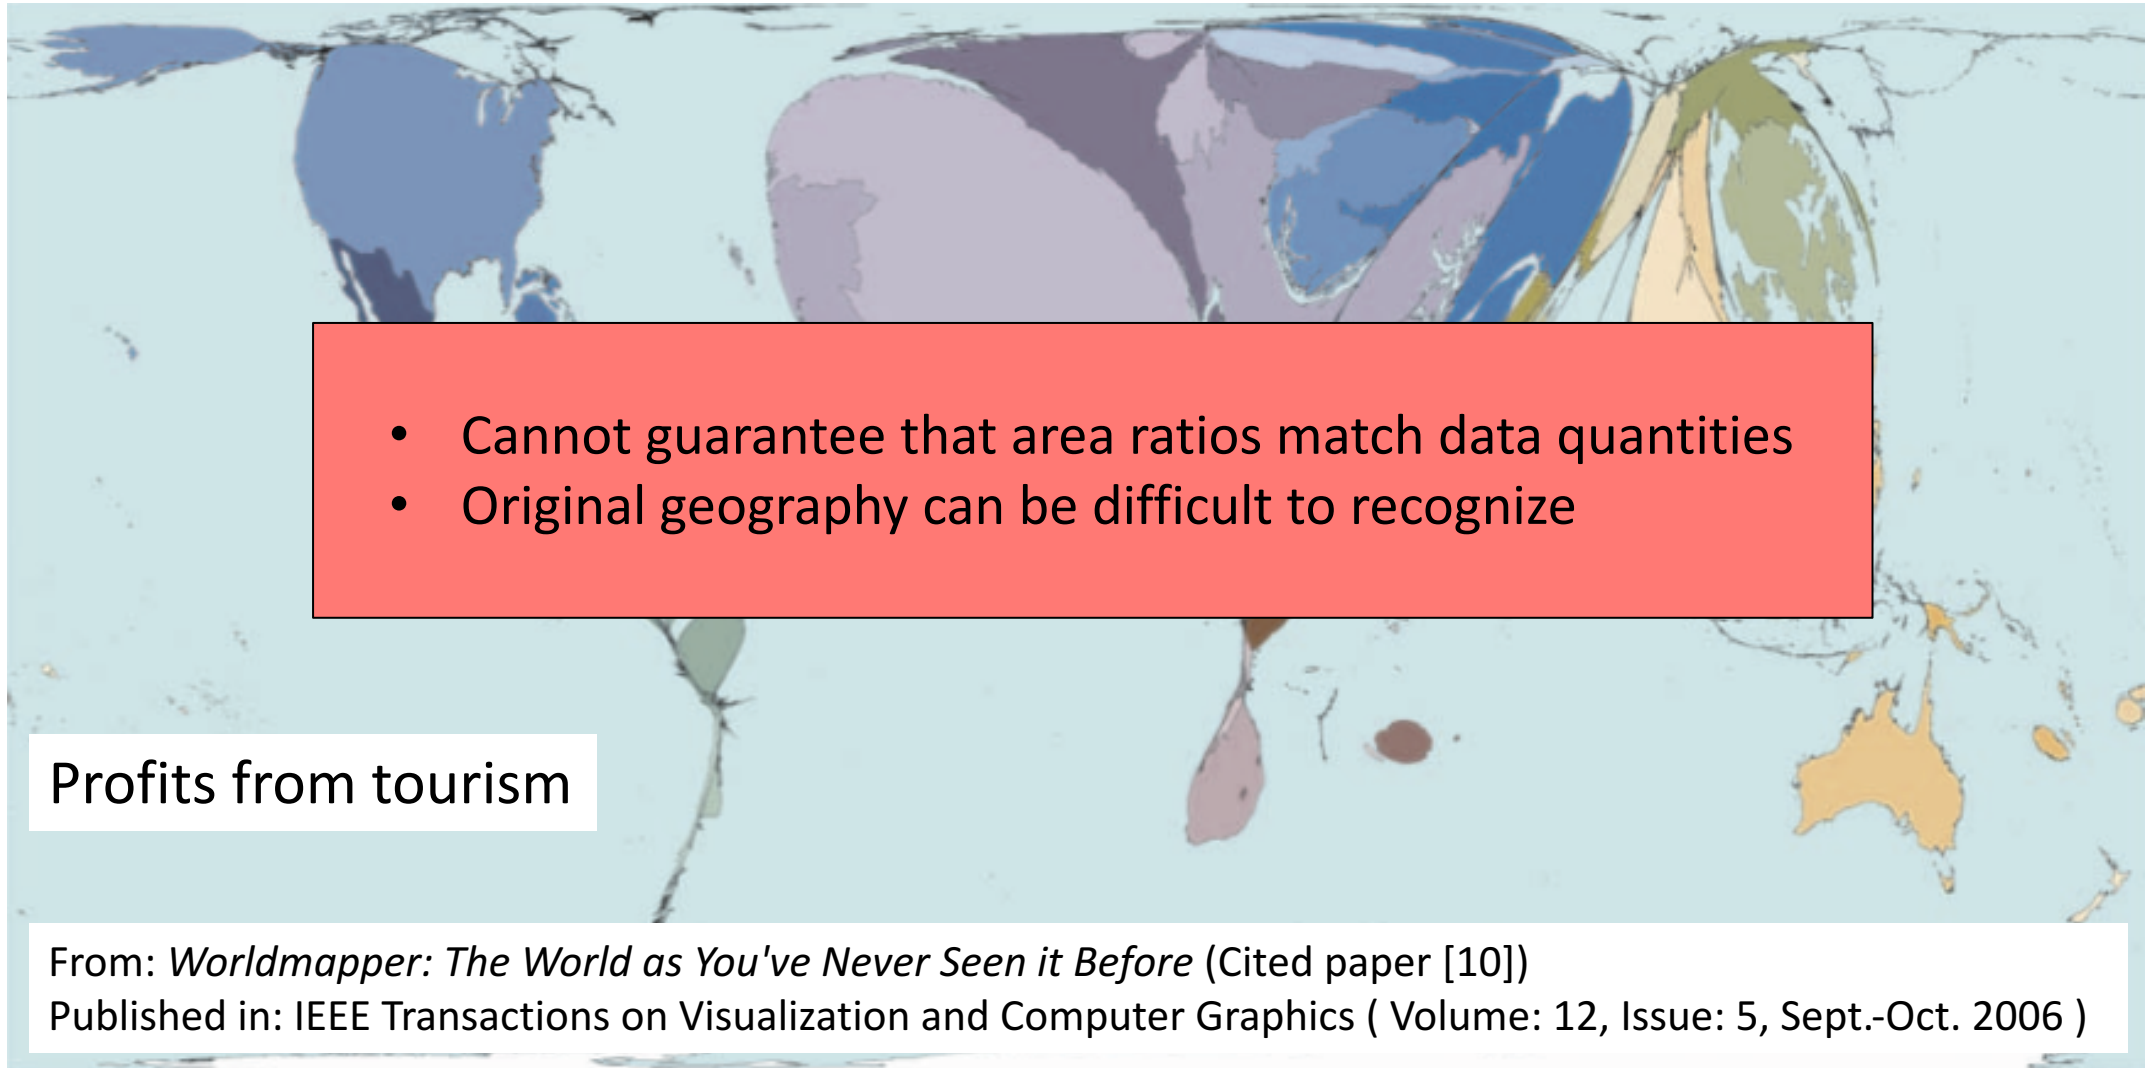 • Cannot guarantee that area ratios match data quantities
• Original geography can be difficult to recognize
Profits from tourism
From: Worldmapper: The World as You've Never Seen it Before (Cited paper [10])
Published in: IEEE Transactions on Visualization and Computer Graphics ( Volume: 12, Issue: 5, Sept.-Oct. 2006 )